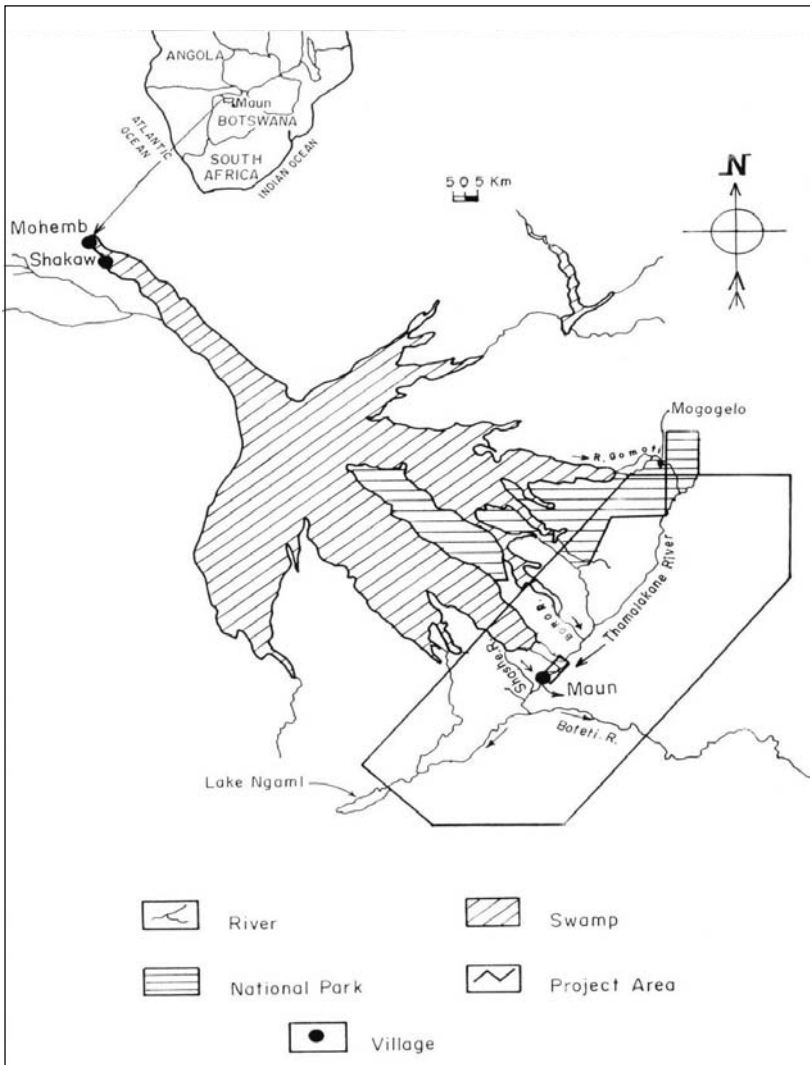 ANGOLA
Maun
BOTSWANA
ATLANTIC
OCEAN
SOUTH
AFRICA
INDIAN OCEAN
5 0 5 Km
N
Mohemb
Shakaw
Mogogelo
R. Gomoti
Thamalakane River
BORO R.
Shashe. R.
Maun
Boteti. R.
Lake Ngami
River
Swamp
National Park
Project Area
Village